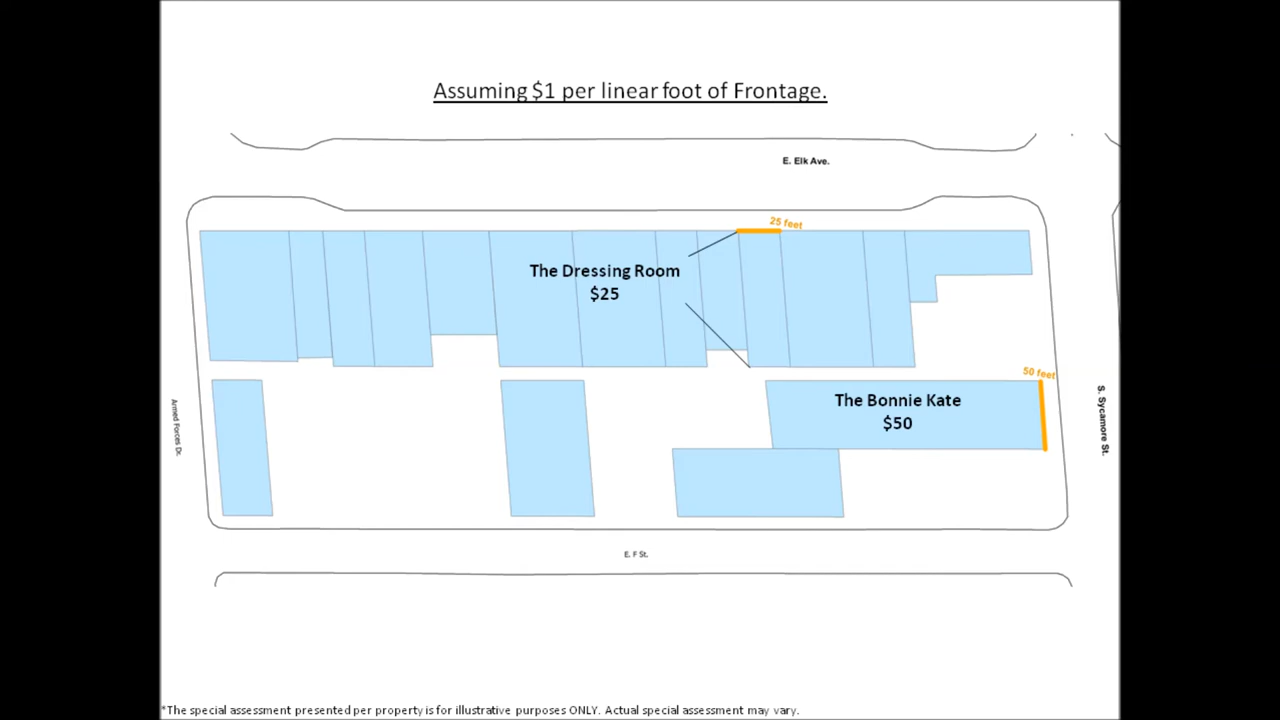 Assuming $1 per linear foot of Frontage.
E. Elk Ave.
25 feet
The Dressing Room
$25
50 feet
The Bonnie Kate
$50
Armed Forces Dr.
S. Sycamore St.
E. F St.
*The special assessment presented per property is for illustrative purposes ONLY. Actual special assessment may vary.